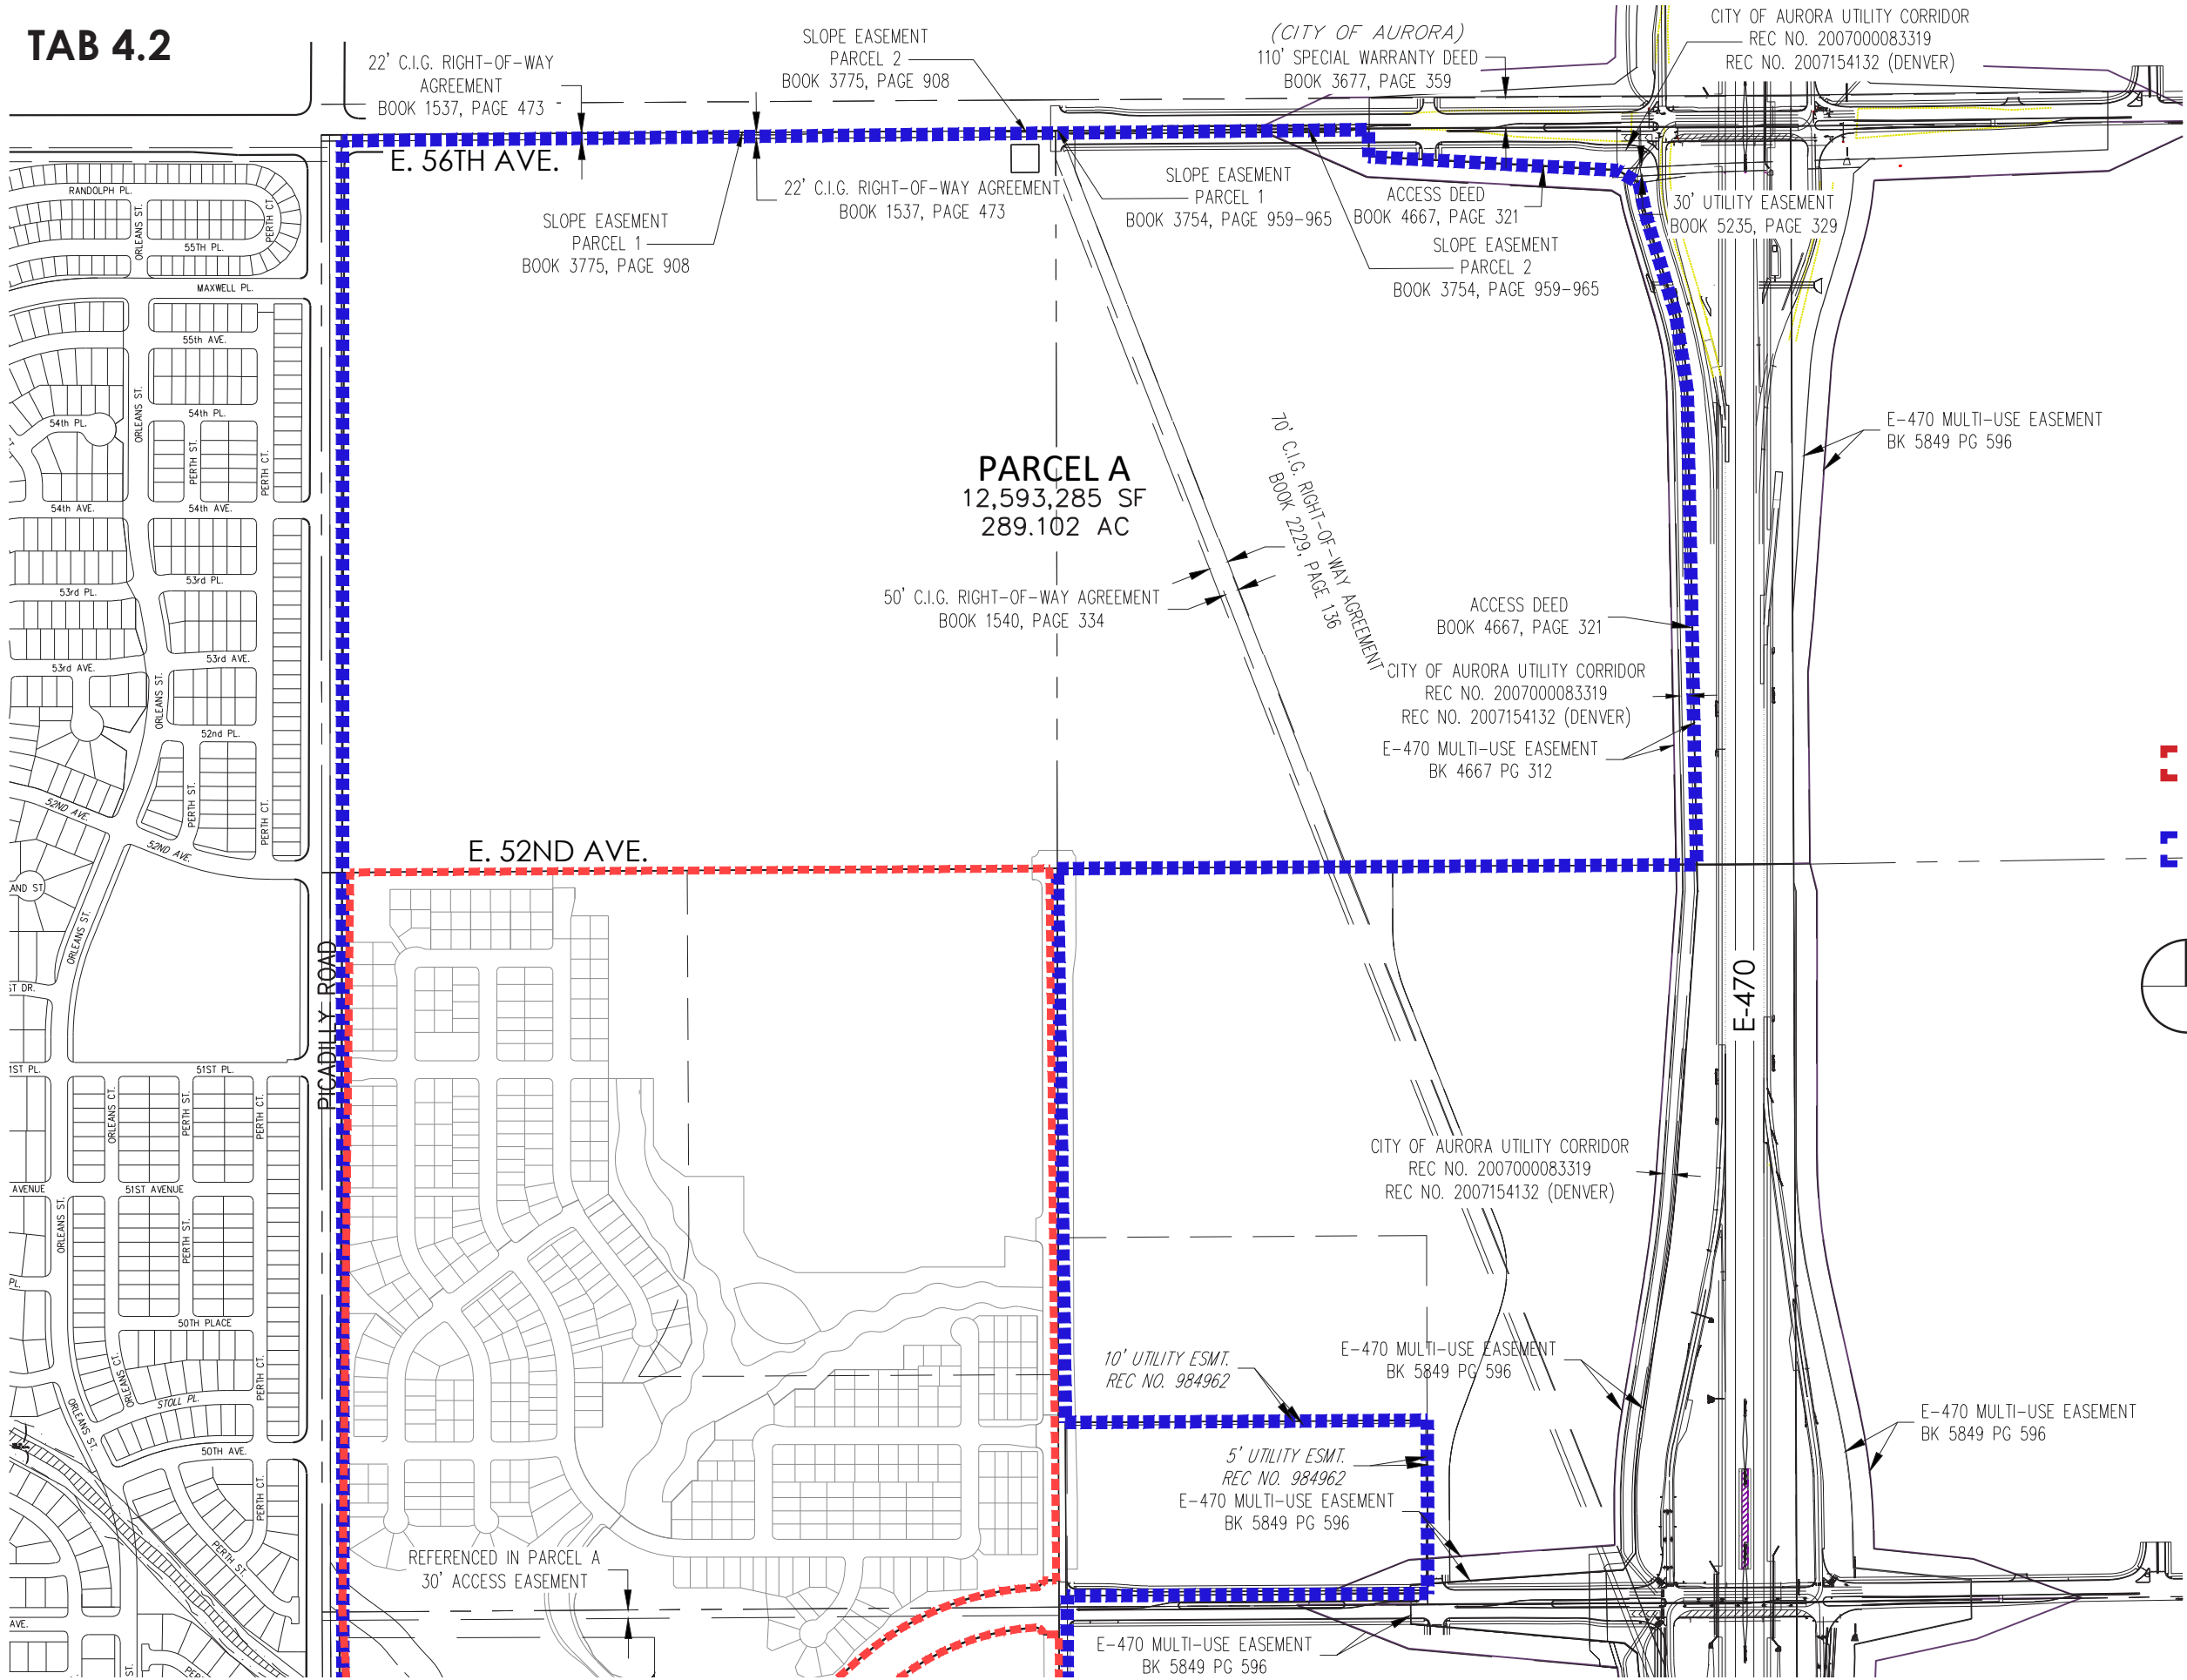 TAB 4.2
22' C.I.G. RIGHT-OF-WAY
AGREEMENT
BOOK 1537, PAGE 473
SLOPE EASEMENT
PARCEL 2
BOOK 3775, PAGE 908
(CITY OF AURORA)
110' SPECIAL WARRANTY DEED
BOOK 3677, PAGE 359
CITY OF AURORA UTILITY CORRIDOR
REC NO. 2007000083319
REC NO. 2007154132 (DENVER)
E. 56TH AVE.
SLOPE EASEMENT
PARCEL 1
BOOK 3775, PAGE 908
22' C.I.G. RIGHT-OF-WAY AGREEMENT
BOOK 1537, PAGE 473
SLOPE EASEMENT
PARCEL 1
BOOK 3754, PAGE 959-965
ACCESS DEED
BOOK 4667, PAGE 321
SLOPE EASEMENT
PARCEL 2
BOOK 3754, PAGE 959-965
30' UTILITY EASEMENT
BOOK 5235, PAGE 329
RANDOLPH PL.
ORLEANS ST.
PERTH CT.
55TH PL.
MAXWELL PL.
55th AVE.
ORLEANS ST.
54th PL.
54th PL.
PERTH ST.
PERTH CT.
54th AVE.
54th AVE.
53rd PL.
53rd PL.
53rd AVE.
53rd AVE.
ORLEANS ST.
52nd PL.
PERTH ST.
PERTH CT.
52ND AVE.
52ND AVE.
PARCEL A
12,593,285 SF
289.102 AC
70' C.I.G. RIGHT-OF-WAY AGREEMENT
BOOK 2229, PAGE 136
50' C.I.G. RIGHT-OF-WAY AGREEMENT
BOOK 1540, PAGE 334
E-470 MULTI-USE EASEMENT
BK 5849 PG 596
ACCESS DEED
BOOK 4667, PAGE 321
CITY OF AURORA UTILITY CORRIDOR
REC NO. 2007000083319
REC NO. 2007154132 (DENVER)
E-470 MULTI-USE EASEMENT
BK 4667 PG 312
E. 52ND AVE.
AND ST
ORLEANS ST.
ST DR.
PICADILLY ROAD
E-470
1ST PL.
51ST PL.
ORLEANS CT.
PERTH ST.
PERTH CT.
AVENUE
51ST AVENUE
ORLEANS ST.
PERTH ST.
PL.
50TH PLACE
ORLEANS CT.
PERTH CT.
STOLL PL.
ORLEANS ST.
50TH AVE.
PERTH CT.
PERTH ST.
AVE.
ST.
PER
CITY OF AURORA UTILITY CORRIDOR
REC NO. 2007000083319
REC NO. 2007154132 (DENVER)
10' UTILITY ESMT.
REC NO. 984962
E-470 MULTI-USE EASEMENT
BK 5849 PG 596
5' UTILITY ESMT.
REC NO. 984962
E-470 MULTI-USE EASEMENT
BK 5849 PG 596
E-470 MULTI-USE EASEMENT
BK 5849 PG 596
REFERENCED IN PARCEL A
30' ACCESS EASEMENT
E-470 MULTI-USE EASEMENT
BK 5849 PG 596